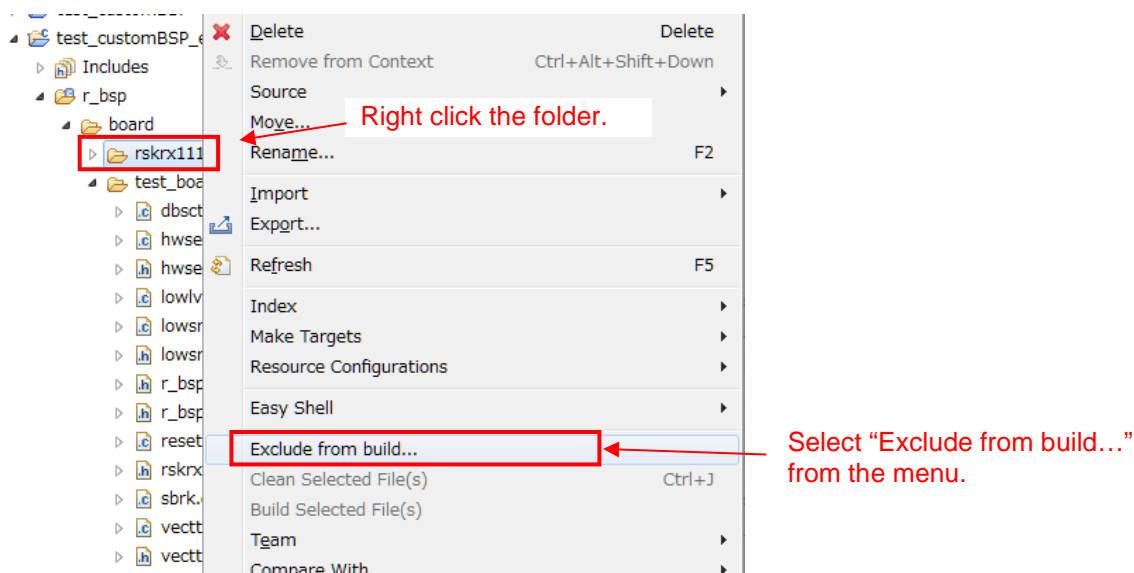 test_customBSP_e
Includes
r_bsp
board
rskrx111
test_boa
dbsct
hwse
hwse
lowlv
lowsr
lowsr
r_bsp
r_bsp
reset
rskrx
sbrk.
vectt
vectt
Delete Delete
Remove from Context Ctrl+Alt+Shift+Down
Source
Move...
Rename... F2
Import
Export...
Refresh F5
Index
Make Targets
Resource Configurations
Easy Shell
Exclude from build...
Clean Selected File(s) Ctrl+J
Build Selected File(s)
Team
Compare With
Right click the folder.
Select “Exclude from build…”
from the menu.